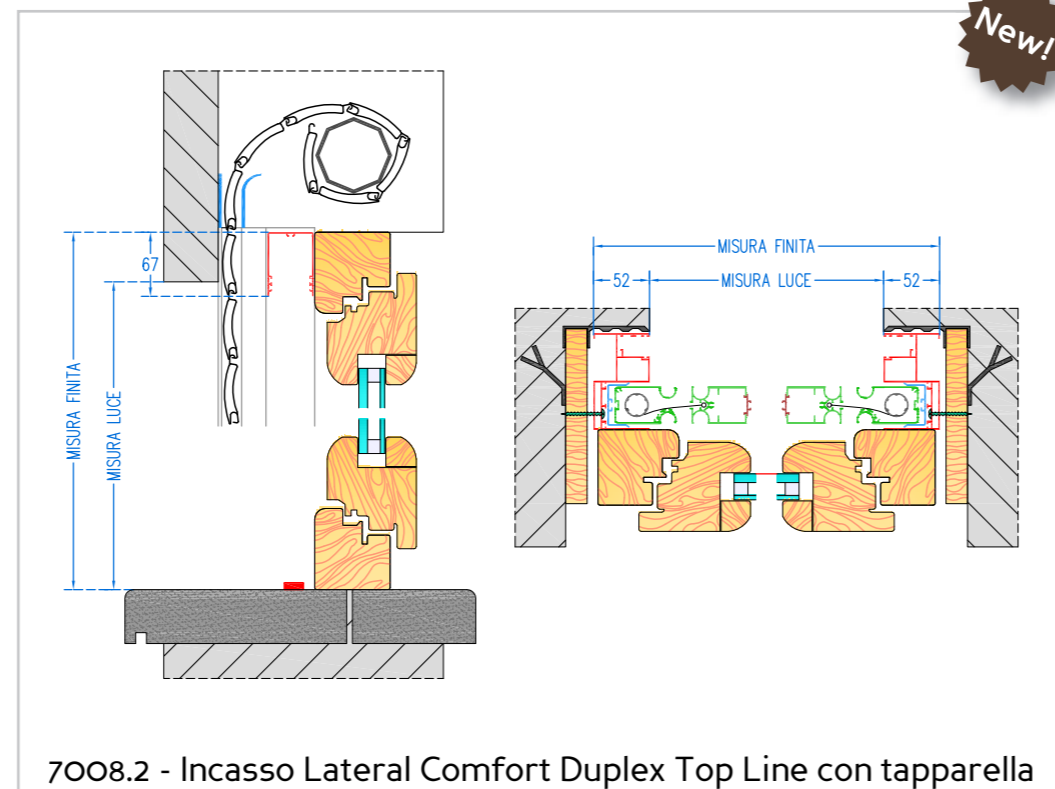 New!
67
MISURA FINITA
MISURA LUCE
MISURA FINITA
52 MISURA LUCE 52
7008.2 - Incasso Lateral Comfort Duplex Top Line con tapparella